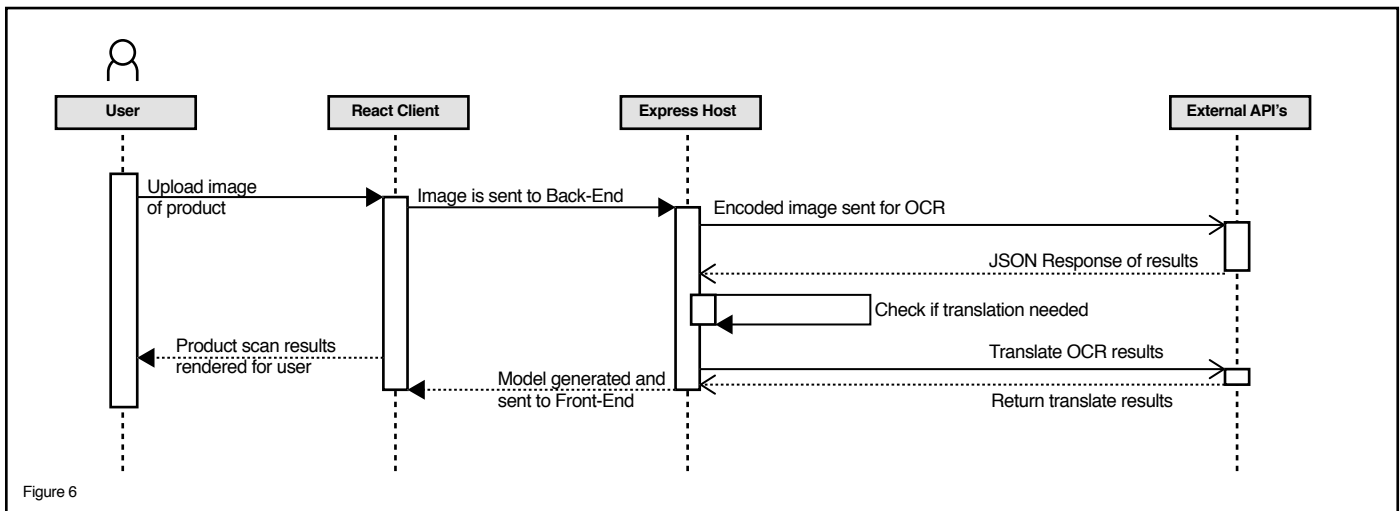 User
React Client
Express Host
External API's
Upload image
of product
Image is sent to Back-End
Encoded image sent for OCR
JSON Response of results
Check if translation needed
Product scan results
rendered for user
Translate OCR results
Model generated and
sent to Front-End
Return translate results
Figure 6